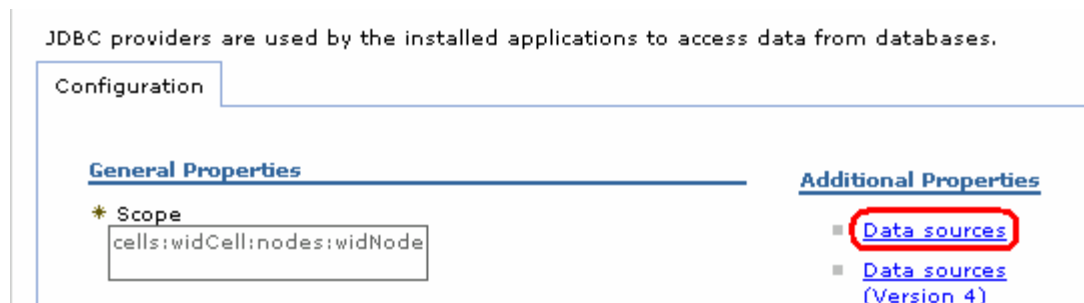 JDBC providers are used by the installed applications to access data from databases.
Configuration
General Properties
* Scope
cells:widCell:nodes:widNode
Additional Properties
Data sources
Data sources
(Version 4)